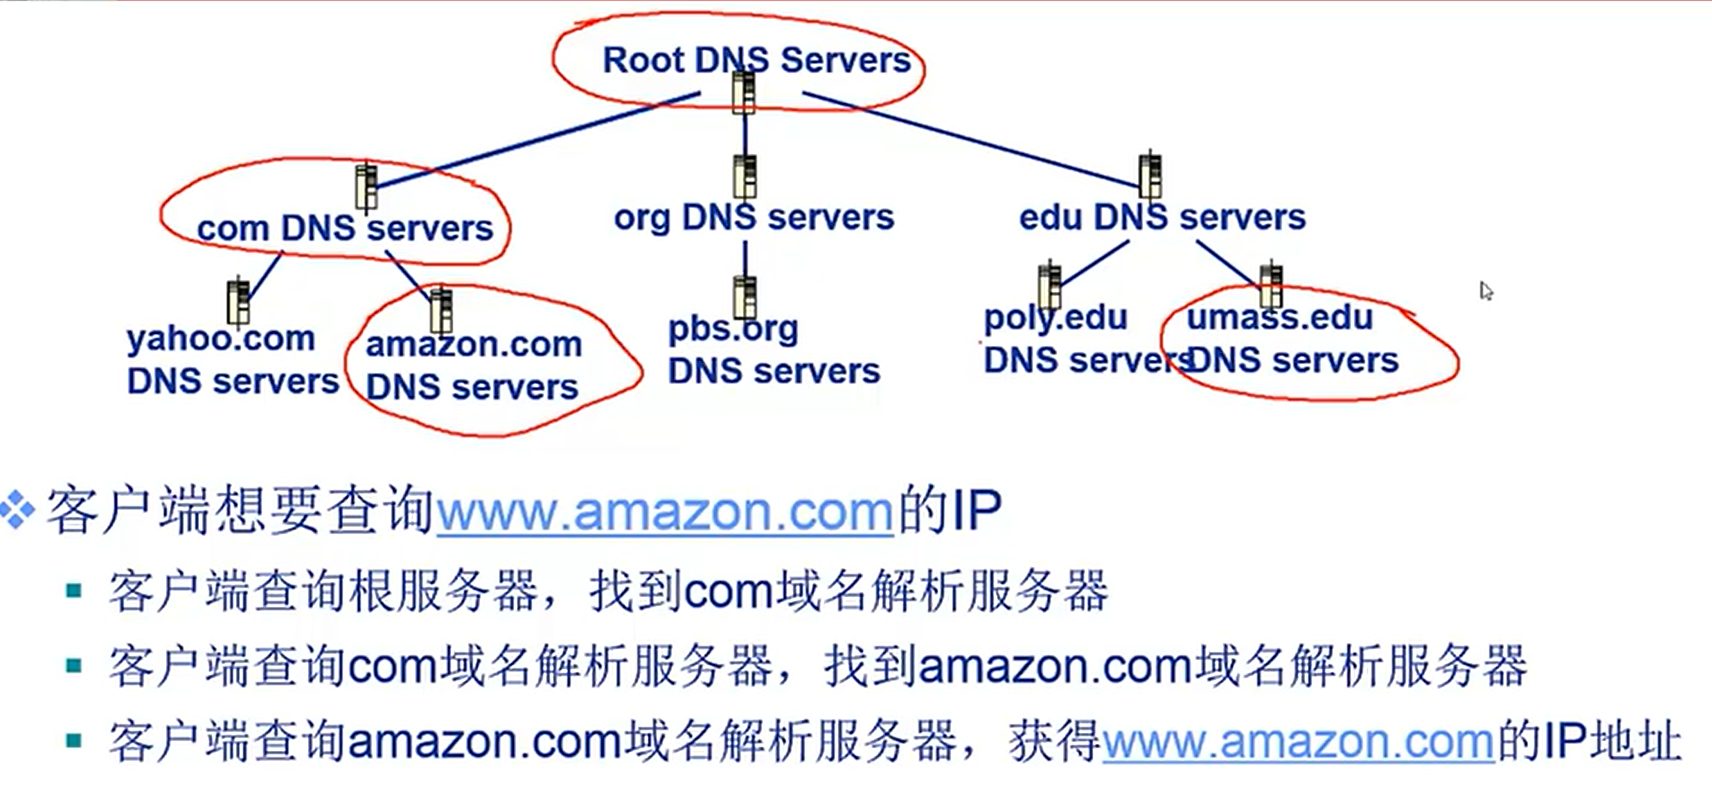 Root DNS Servers
com DNS servers
org DNS servers
edu DNS servers
yahoo.com
DNS servers
amazon.com
DNS servers
pbs.org
DNS servers
poly.edu
DNS servers
umass.edu
DNS servers
客户端想要查询www.amazon.com的IP
客户端查询根服务器，找到com域名解析服务器
客户端查询com域名解析服务器，找到amazon.com域名解析服务器
客户端查询amazon.com域名解析服务器，获得www.amazon.com的IP地址